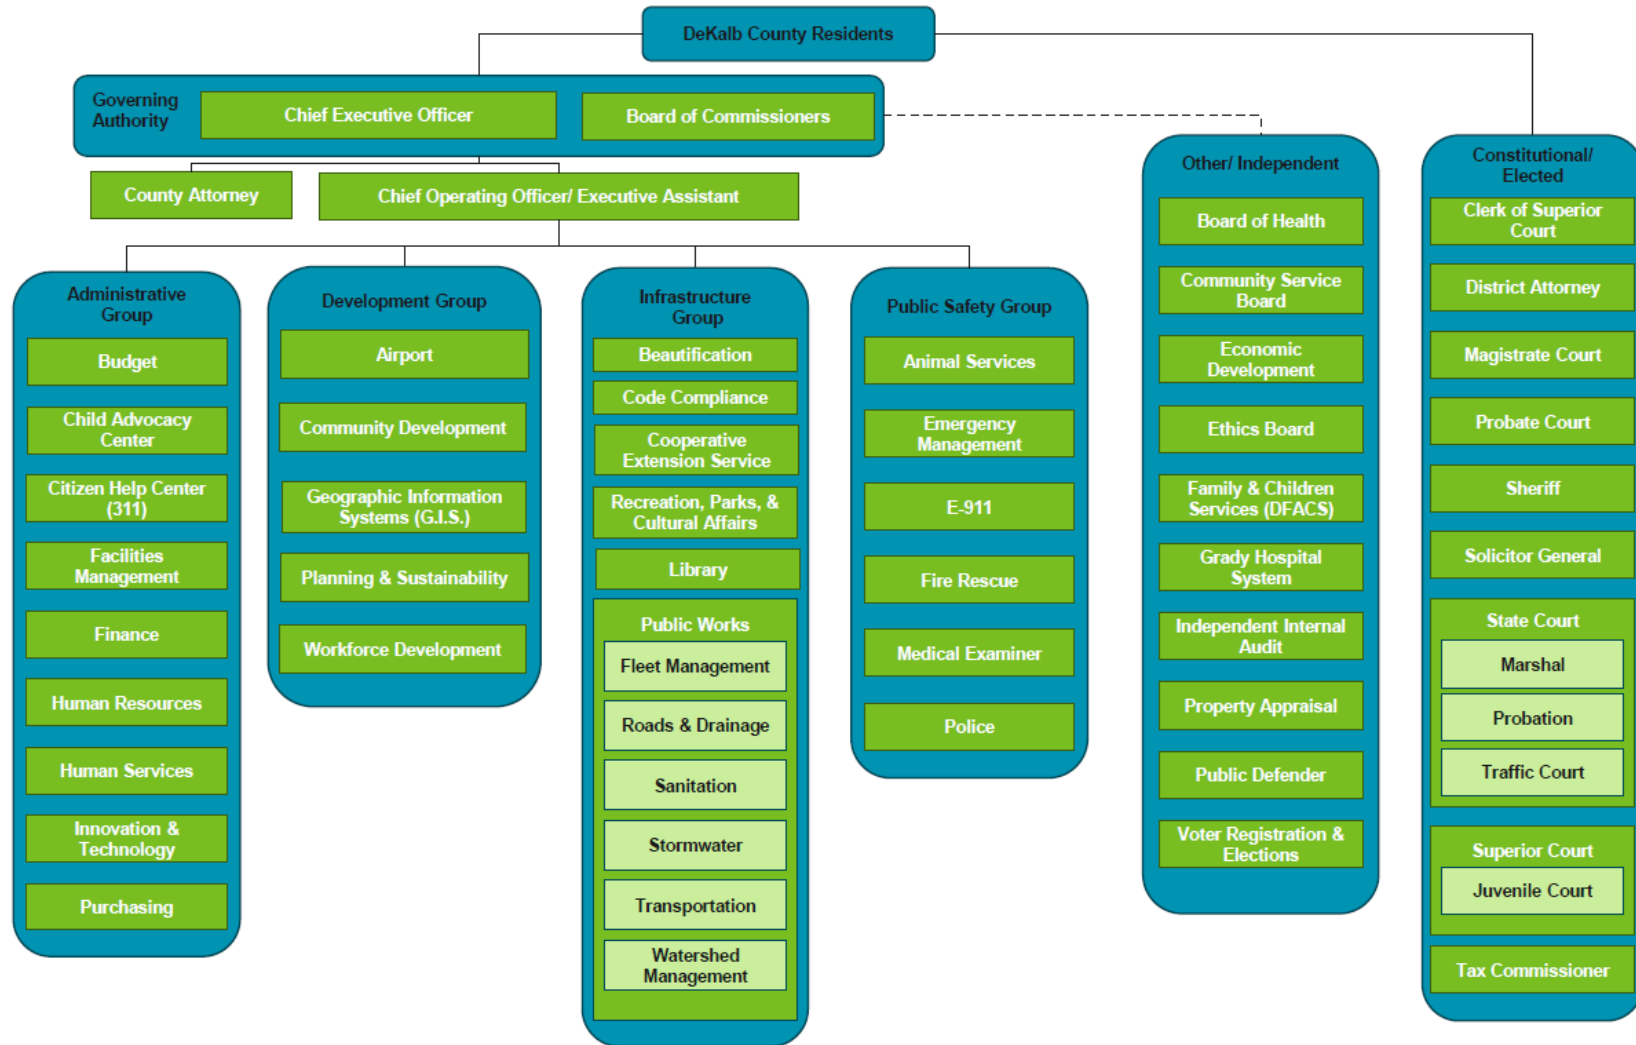 DeKalb County Residents
Governing
Authority
Chief Executive Officer
Board of Commissioners
County Attorney
Chief Operating Officer/ Executive Assistant
Administrative
Group
Budget
Child Advocacy
Center
Citizen Help Center
(311)
Facilities
Management
Finance
Human Resources
Human Services
Innovation &
Technology
Purchasing
Development Group
Airport
Community Development
Geographic Information
Systems (G.I.S.)
Planning & Sustainability
Workforce Development
Infrastructure
Group
Beautification
Code Compliance
Cooperative
Extension Service
Recreation, Parks, &
Cultural Affairs
Library
Public Works
Fleet Management
Roads & Drainage
Sanitation
Stormwater
Transportation
Watershed
Management
Public Safety Group
Animal Services
Emergency
Management
E-911
Fire Rescue
Medical Examiner
Police
Other/ Independent
Board of Health
Community Service
Board
Economic
Development
Ethics Board
Family & Children
Services (DFACS)
Grady Hospital
System
Independent Internal
Audit
Property Appraisal
Public Defender
Voter Registration &
Elections
Constitutional/
Elected
Clerk of Superior
Court
District Attorney
Magistrate Court
Probate Court
Sheriff
Solicitor General
State Court
Marshal
Probation
Traffic Court
Superior Court
Juvenile Court
Tax Commissioner